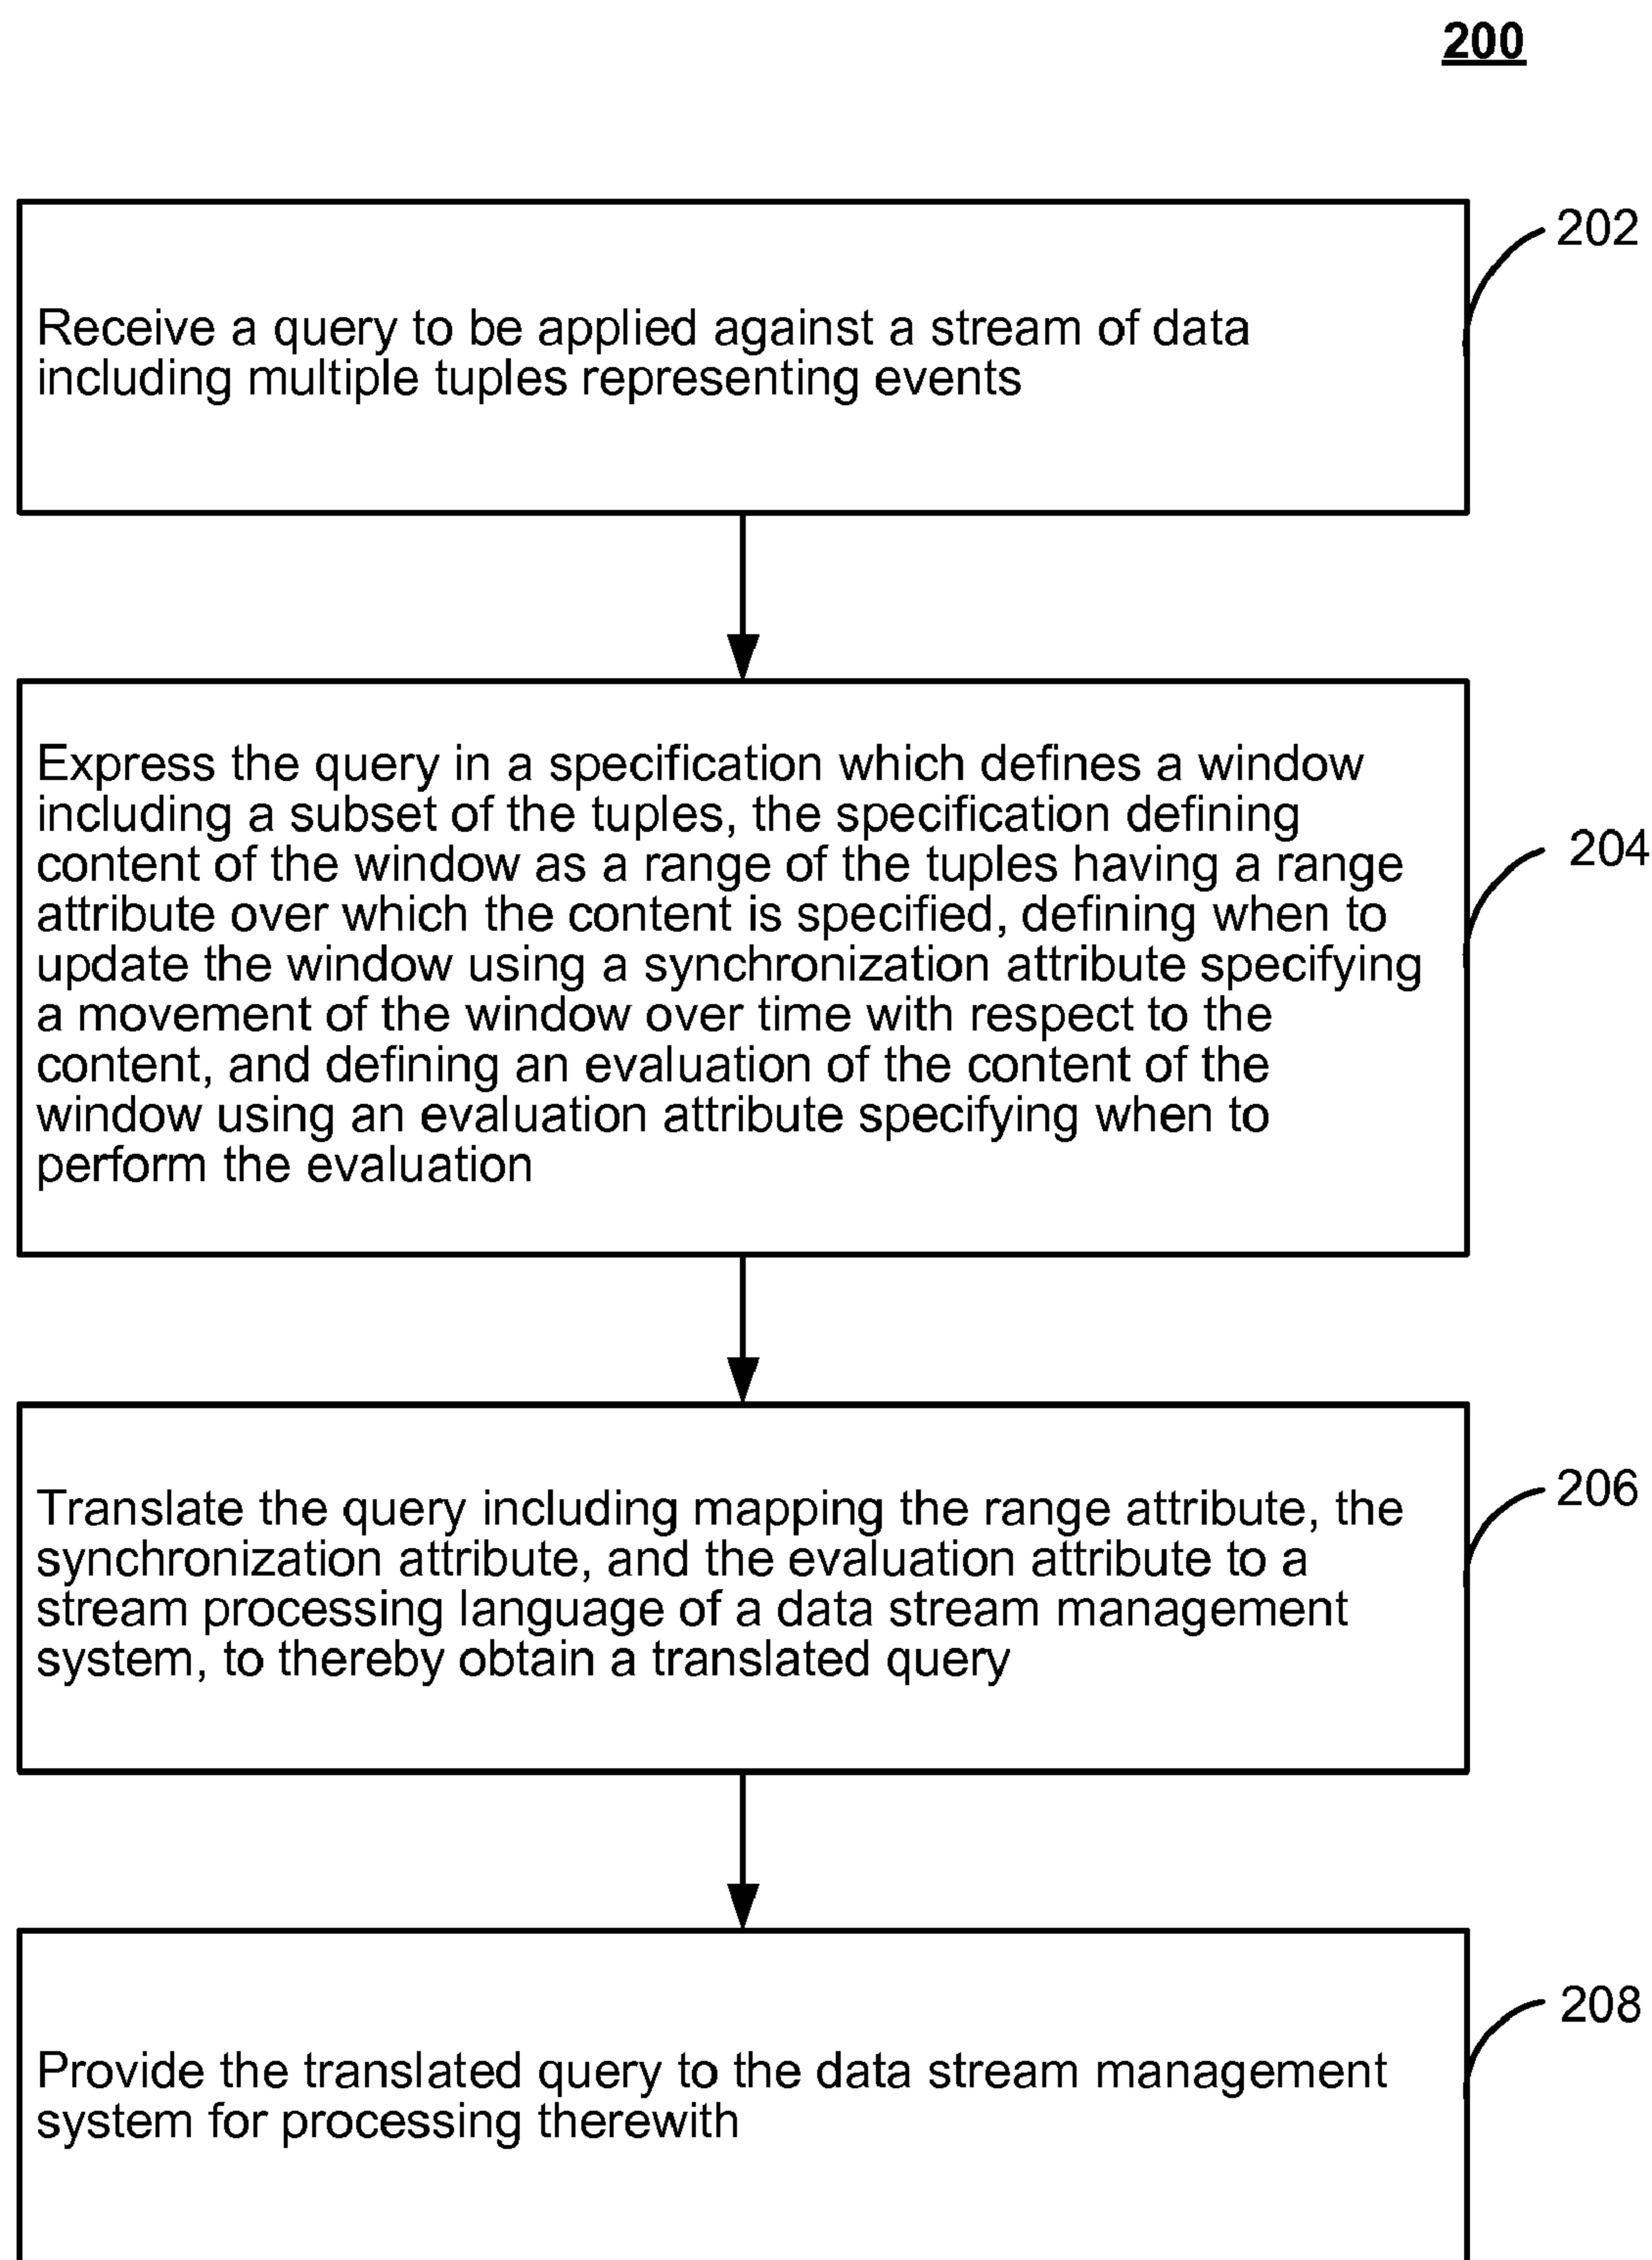 200
202
Receive a query to be applied against a stream of data
including multiple tuples representing events
Express the query in a specification which defines a window
including a subset of the tuples, the specification defining
204
content of the window as a range of the tuples having a range
attribute over which the content is specified, defining when to
update the window using a synchronization attribute specifying
a movement of the window over time with respect to the
content, and defining an evaluation of the content of the
window using an evaluation attribute specifying when to
perform the evaluation
206
Translate the query including mapping the range attribute, the
synchronization attribute, and the evaluation attribute to a
stream processing language of a data stream management
system, to thereby obtain a translated query
208
Provide the translated query to the data stream management
system for processing therewith